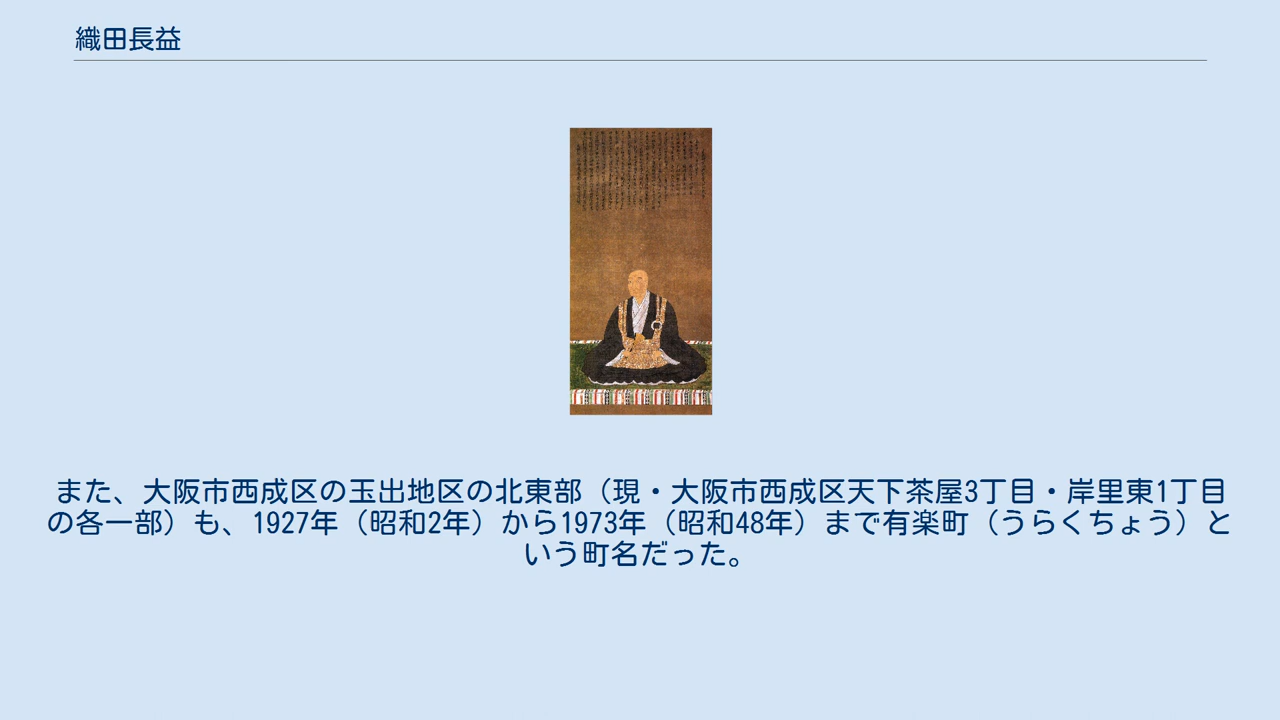 織田長益
また、大阪市西成区の玉出地区の北東部（現・大阪市西成区天下茶屋3丁目・岸里東1丁目
の各一部）も、1927年（昭和2年）から1973年（昭和48年）まで有楽町（うらくちょう）と
いう町名だった。